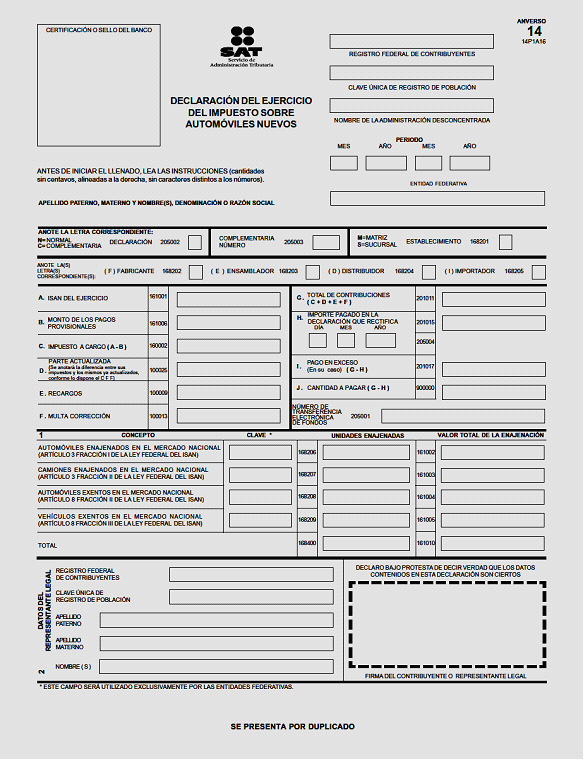 CERTIFICACIÓN O SELLO DEL BANCO
SAT
Servicio de
Administración Tributaria
ANVERSO
14
14P1A16
REGISTRO FEDERAL DE CONTRIBUYENTES
CLAVE ÚNICA DE REGISTRO DE POBLACIÓN
DECLARACIÓN DEL EJERCICIO
DEL IMPUESTO SOBRE
AUTOMÓVILES NUEVOS
NOMBRE DE LA ADMINISTRACIÓN DESCONCENTRADA
PERIODO
MES AÑO MES AÑO
ANTES DE INICIAR EL LLENADO, LEA LAS INSTRUCCIONES (cantidades
sin centavos, alineadas a la derecha, sin caracteres distintos a los números).
ENTIDAD FEDERATIVA
APELLIDO PATERNO, MATERNO Y NOMBRE(S), DENOMINACIÓN O RAZÓN SOCIAL
ANOTE LA LETRA CORRESPONDIENTE:
N=NORMAL
C=COMPLEMENTARIA
DECLARACIÓN 205002
COMPLEMENTARIA
NÚMERO 205003
M=MATRIZ
S=SUCURSAL
ESTABLECIMIENTO 168201
ANOTE LA(S)
LETRA(S)
CORRESPONDIENTE(S):
( F ) FABRICANTE 168202
( E ) ENSAMBLADOR 168203
( D ) DISTRIBUIDOR 168204
( I ) IMPORTADOR 168205
A. ISAN DEL EJERCICIO 161001
B. MONTO DE LOS PAGOS
PROVISIONALES 161006
C. IMPUESTO A CARGO ( A - B ) 160002
D. PARTE ACTUALIZADA
(Se anotará la diferencia entre sus
impuestos y los mismos ya actualizados,
conforme lo dispone el C F F) 100025
E. RECARGOS 100009
F. MULTA CORRECCIÓN 100013
G. TOTAL DE CONTRIBUCIONES
( C + D + E + F ) 201011
H. IMPORTE PAGADO EN LA
DECLARACIÓN QUE RECTIFICA 201015
DÍA MES AÑO
205004
I. PAGO EN EXCESO
(En su caso) ( G - H ) 201017
J. CANTIDAD A PAGAR ( G - H ) 900000
NÚMERO DE
TRANSFERENCIA
ELECTRÓNICA
DE FONDOS
205001
1 CONCEPTO CLAVE * UNIDADES ENAJENADAS VALOR TOTAL DE LA ENAJENACIÓN
AUTOMÓVILES ENAJENADOS EN EL MERCADO NACIONAL
(ARTÍCULO 3 FRACCIÓN I DE LA LEY FEDERAL DEL ISAN) 168206 161002
CAMIONES ENAJENADOS EN EL MERCADO NACIONAL
(ARTÍCULO 3 FRACCIÓN II DE LA LEY FEDERAL DEL ISAN) 168207 161003
AUTOMÓVILES EXENTOS EN EL MERCADO NACIONAL
(ARTÍCULO 8 FRACCIÓN II DE LA LEY FEDERAL DEL ISAN) 168208 161004
VEHÍCULOS EXENTOS EN EL MERCADO NACIONAL
(ARTÍCULO 8 FRACCIÓN III DE LA LEY FEDERAL DEL ISAN) 168209 161005
TOTAL 168400 161010
2 DATOS DEL
REPRESENTANTE LEGAL
REGISTRO FEDERAL
DE CONTRIBUYENTES
CLAVE ÚNICA DE
REGISTRO DE POBLACIÓN
APELLIDO
PATERNO
APELLIDO
MATERNO
NOMBRE ( S )
DECLARO BAJO PROTESTA DE DECIR VERDAD QUE LOS DATOS
CONTENIDOS EN ESTA DECLARACIÓN SON CIERTOS
FIRMA DEL CONTRIBUYENTE O REPRESENTANTE LEGAL
* ESTE CAMPO SERÁ UTILIZADO EXCLUSIVAMENTE POR LAS ENTIDADES FEDERATIVAS.
SE PRESENTA POR DUPLICADO